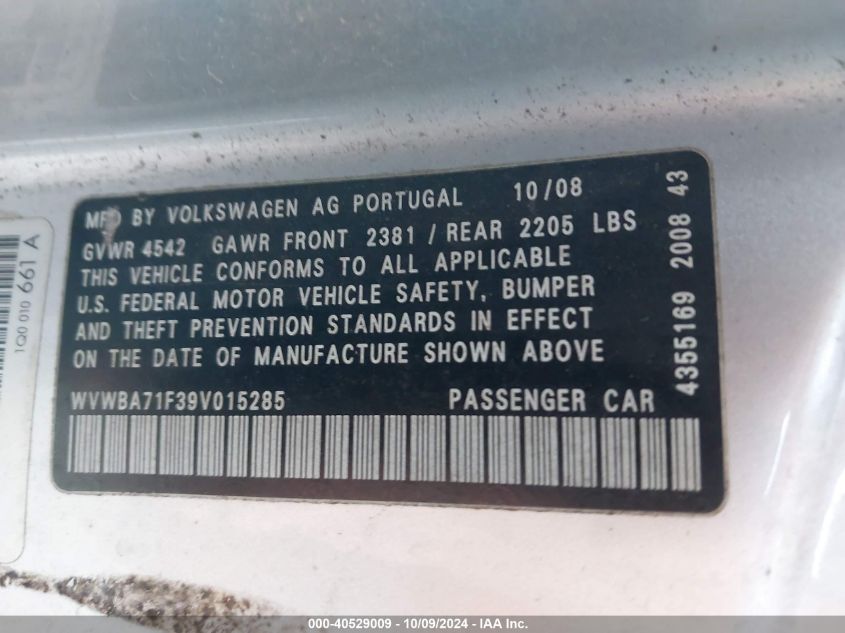 MFD BY VOLKSWAGEN AG PORTUGAL 10/08
GVWR 4542 GAWR FRONT 2381 / REAR 2205 LBS
THIS VEHICLE CONFORMS TO ALL APPLICABLE
U.S. FEDERAL MOTOR VEHICLE SAFETY, BUMPER
AND THEFT PREVENTION STANDARDS IN EFFECT
ON THE DATE OF MANUFACTURE SHOWN ABOVE
WVWBA71F39V015285 PASSENGER CAR
4355169 2008 43
1Q0 010 661 A
000-40529009 - 10/09/2024 - IAA Inc.